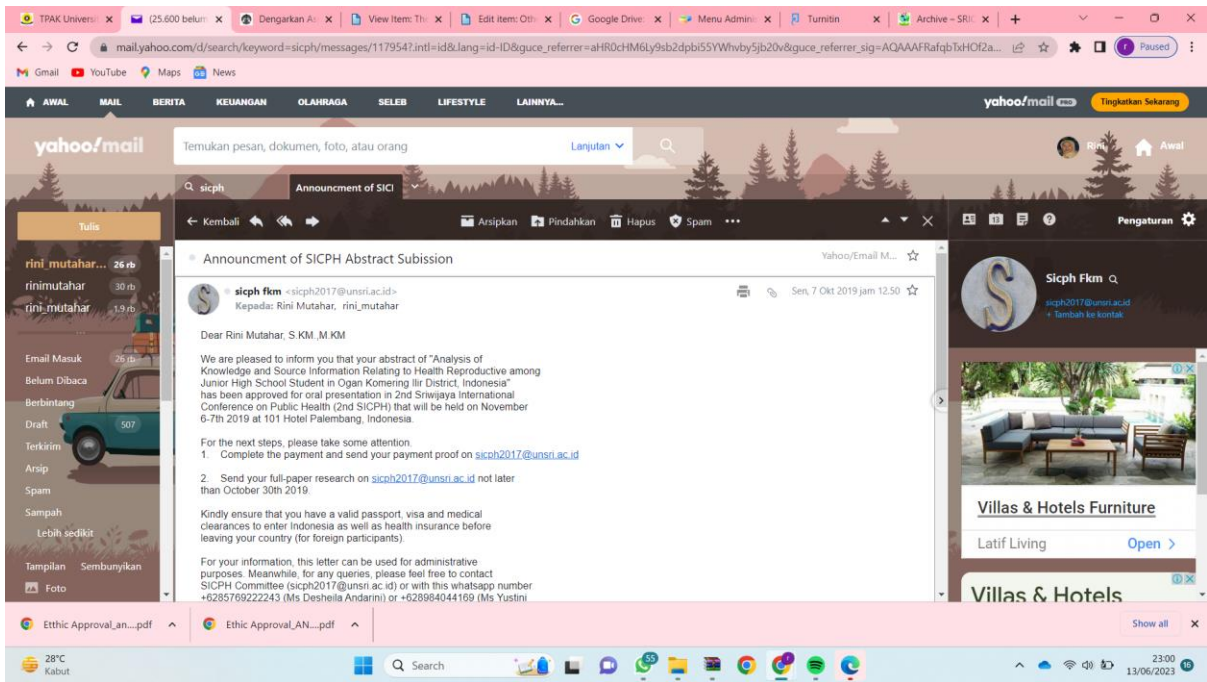 TPAK Univers
(25.600 belum
Dengarkan A
View Item: Th
Edit item: Oth
Google Drive:
Menu Admin
Turnitin
Archive – SRI
mail.yahoo.com/d/search/keyword=sicph/messages/117954?.intl=id&.lang=id-ID&guce_referrer=aHR0cHM6Ly9sb2dpbi55YWhvby5jb20v&guce_referrer_sig=AQAAAFRafqbTxHOf2a...
Paused
Gmail YouTube Maps News
AWAL MAIL BERITA KEUANGAN OLAHRAGA SELEB LIFESTYLE LAINNYA...
yahoo!mail PRO
Tingkatkan Sekarang
yahoo!mail
Temukan pesan, dokumen, foto, atau orang
Lanjutan
Rini
Awal
sicph
Announcment of SICI
Tulis
Kembali
Arsipkan Pindahkan Hapus Spam
Pengaturan
rini_mutahar... 26 rb
rinimutahar 30 rb
rini_mutahar 1.9 rb
Email Masuk 26 rb
Belum Dibaca
Berbintang
Draft 507
Terkirim
Arsip
Spam
Sampah
Lebih sedikit
Tampilan Sembunyikan
Foto
Announcment of SICPH Abstract Subission
Yahoo/Email M...
sicph fkm <sicph2017@unsri.ac.id>
Sen, 7 Okt 2019 jam 12.50
Kepada: Rini Mutahar, rini_mutahar
Dear Rini Mutahar, S.KM.,M.KM
We are pleased to inform you that your abstract of "Analysis of
Knowledge and Source Information Relating to Health Reproductive among
Junior High School Student in Ogan Komering Ilir District, Indonesia"
has been approved for oral presentation in 2nd Sriwijaya International
Conference on Public Health (2nd SICPH) that will be held on November
6-7th 2019 at 101 Hotel Palembang, Indonesia.
For the next steps, please take some attention.
1. Complete the payment and send your payment proof on sicph2017@unsri.ac.id
2. Send your full-paper research on sicph2017@unsri.ac.id not later
than October 30th 2019.
Kindly ensure that you have a valid passport, visa and medical
clearances to enter Indonesia as well as health insurance before
leaving your country (for foreign participants).
For your information, this letter can be used for administrative
purposes. Meanwhile, for any queries, please feel free to contact
SICPH Committee (sicph2017@unsri.ac.id) or with this whatsapp number
+6285769222243 (Ms Desheila Andarini) or +628984044169 (Ms Yustini
Sicph Fkm
sicph2017@unsri.ac.id
+ Tambah ke kontak
Villas & Hotels Furniture
Latif Living
Open
Villas & Hotels
Etthic Approval_an....pdf
Ethic Approval_AN....pdf
Show all
28°C
Kabut
Search
55
23:00
13/06/2023
16